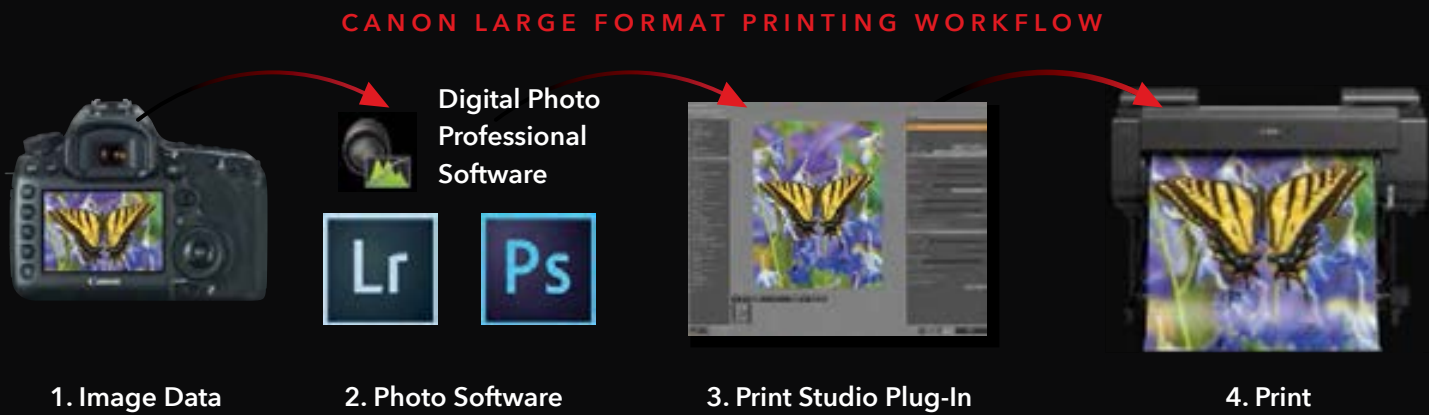 CANON LARGE FORMAT PRINTING WORKFLOW
Digital Photo
Professional
Software
Lr
Ps
Canon
1. Image Data
2. Photo Software
3. Print Studio Plug-In
4. Print